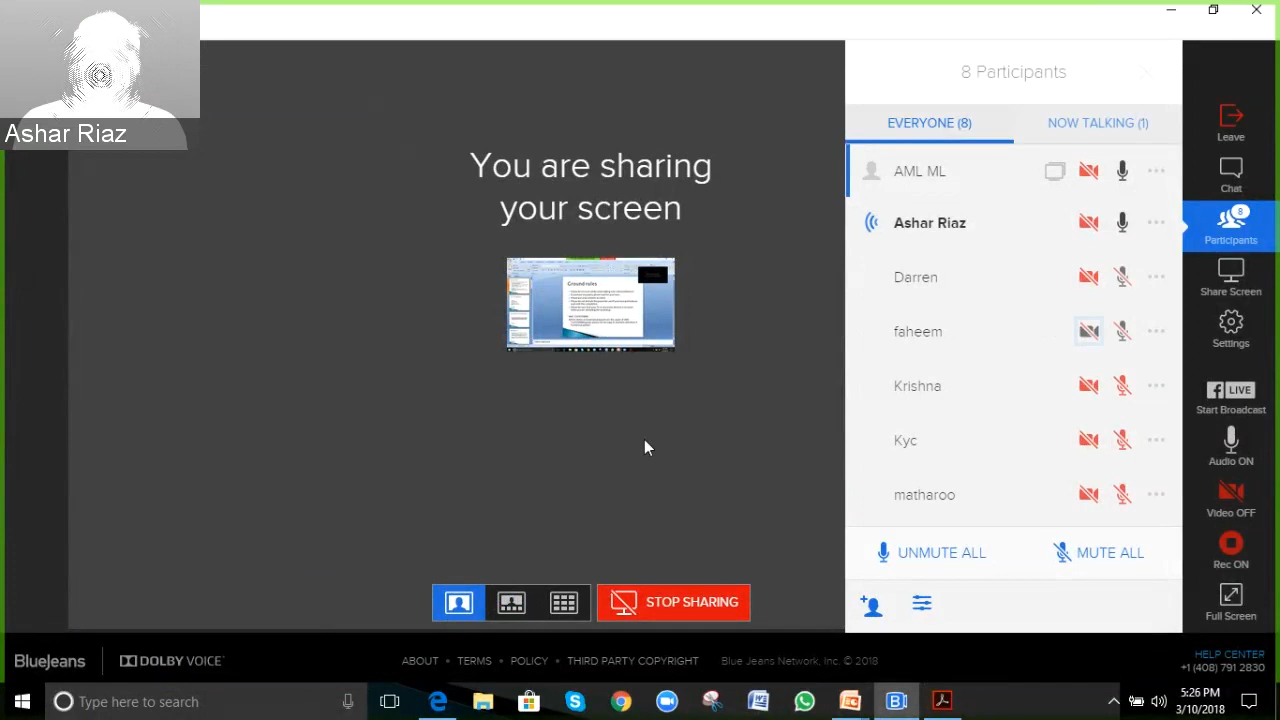 Ashar Riaz
You are sharing
your screen
Ground rules
STOP SHARING
8 Participants
EVERYONE (8)
NOW TALKING (1)
AML ML
Ashar Riaz
Darren
faheem
Krishna
Kyc
matharoo
UNMUTE ALL
MUTE ALL
Leave
Chat
8
Participants
Share Screen
Settings
LIVE
Start Broadcast
Audio ON
Video OFF
Rec ON
Full Screen
BlueJeans
DOLBY VOICE
ABOUT • TERMS • POLICY • THIRD PARTY COPYRIGHT
Blue Jeans Network, Inc. © 2018
HELP CENTER
+1 (408) 791 2830
Type here to search
5:26 PM
3/10/2018